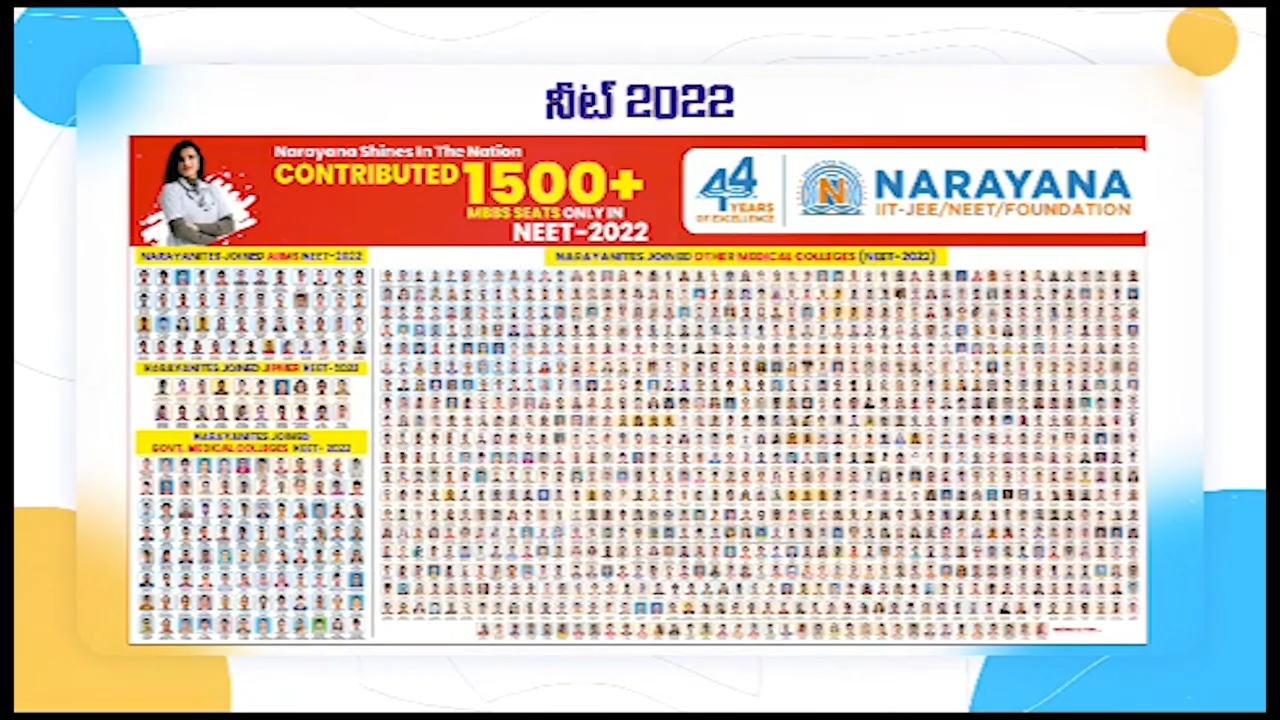 నీట్ 2022
Narayana Shines In The Nation
CONTRIBUTED 1500+
MBBS SEATS ONLY IN
NEET-2022
44
YEARS
OF EXCELLENCE
N
NARAYANA
IIT-JEE/NEET/FOUNDATION
NARAYANITES JOINED AIIMS NEET-2022
NARAYANITES JOINED OTHER MEDICAL COLLEGES (NEET-2022)
NARAYANITES JOINED JIPMER NEET-2022
NARAYANITES JOINED
GOVT. MEDICAL COLLEGES NEET- 2022